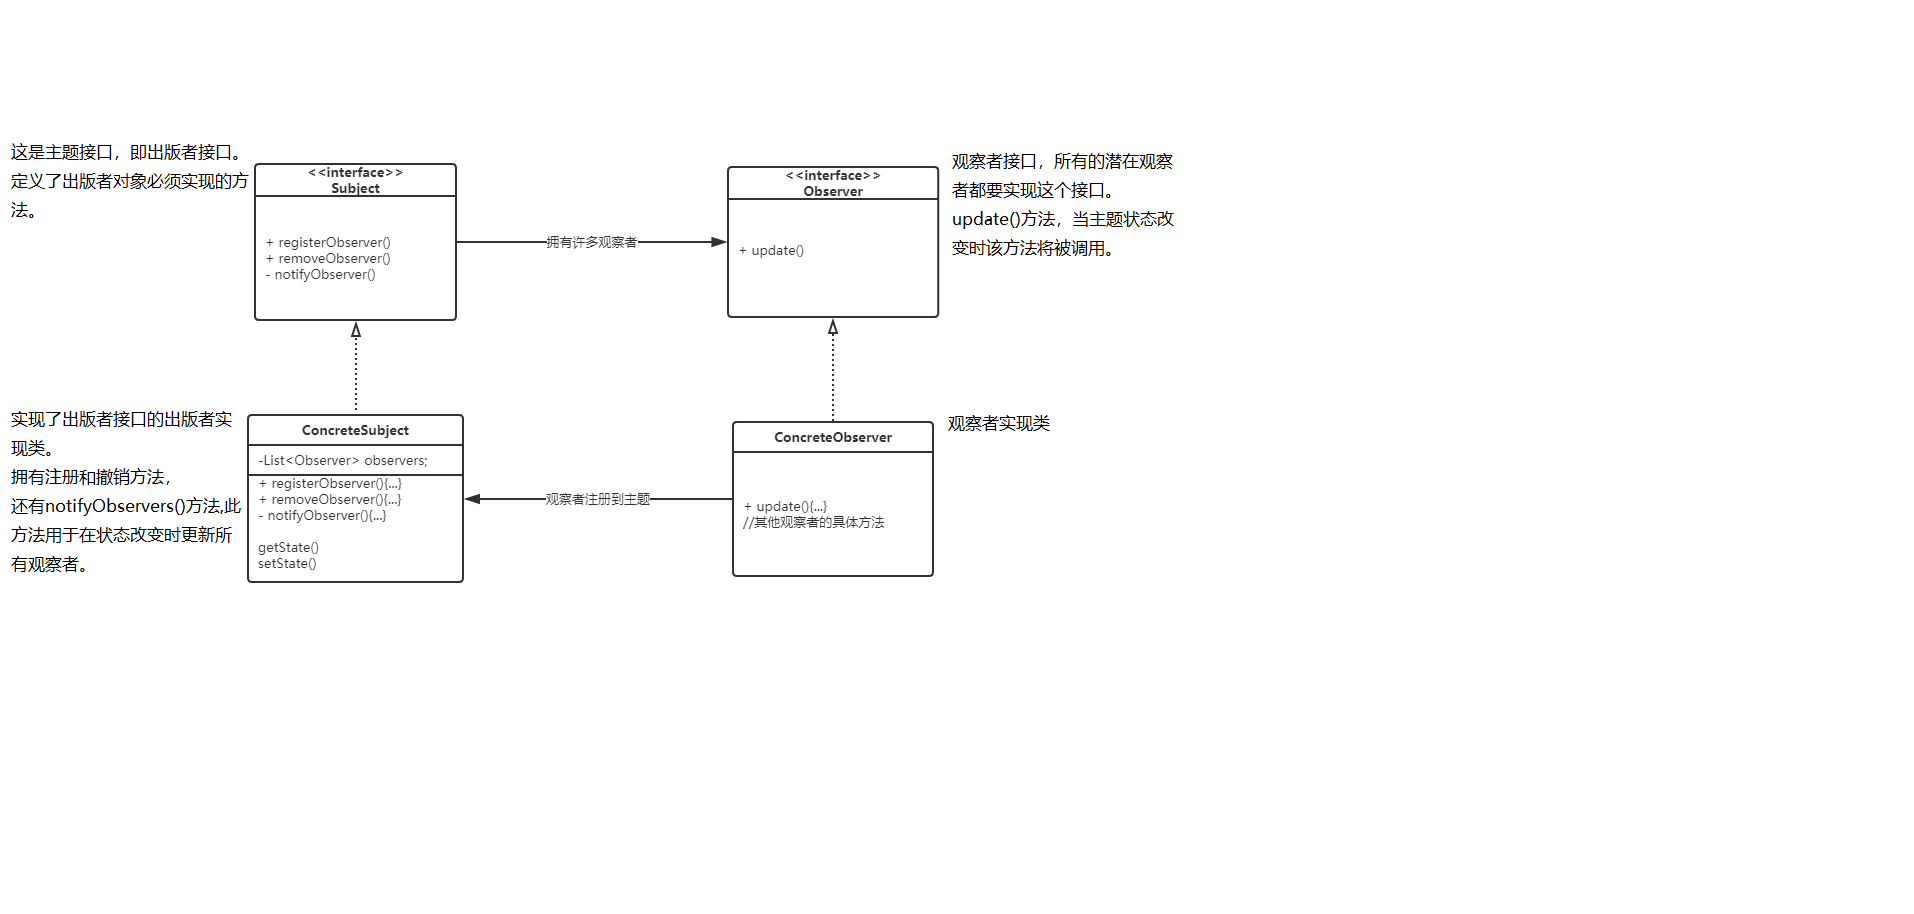 这是主题接口，即出版者接口。
定义了出版者对象必须实现的方
法。
<<interface>>
Subject
+ registerObserver()
+ removeObserver()
- notifyObserver()
拥有许多观察者
<<interface>>
Observer
+ update()
观察者接口，所有的潜在观察
者都要实现这个接口。
update()方法，当主题状态改
变时该方法将被调用。
实现了出版者接口的出版者实
现类。
拥有注册和撤销方法，
还有notifyObservers()方法,此
方法用于在状态改变时更新所
有观察者。
ConcreteSubject
-List<Observer> observers;
+ registerObserver(){...}
+ removeObserver(){...}
- notifyObserver(){...}
getState()
setState()
观察者注册到主题
ConcreteObserver
+ update(){...}
//其他观察者的具体方法
观察者实现类